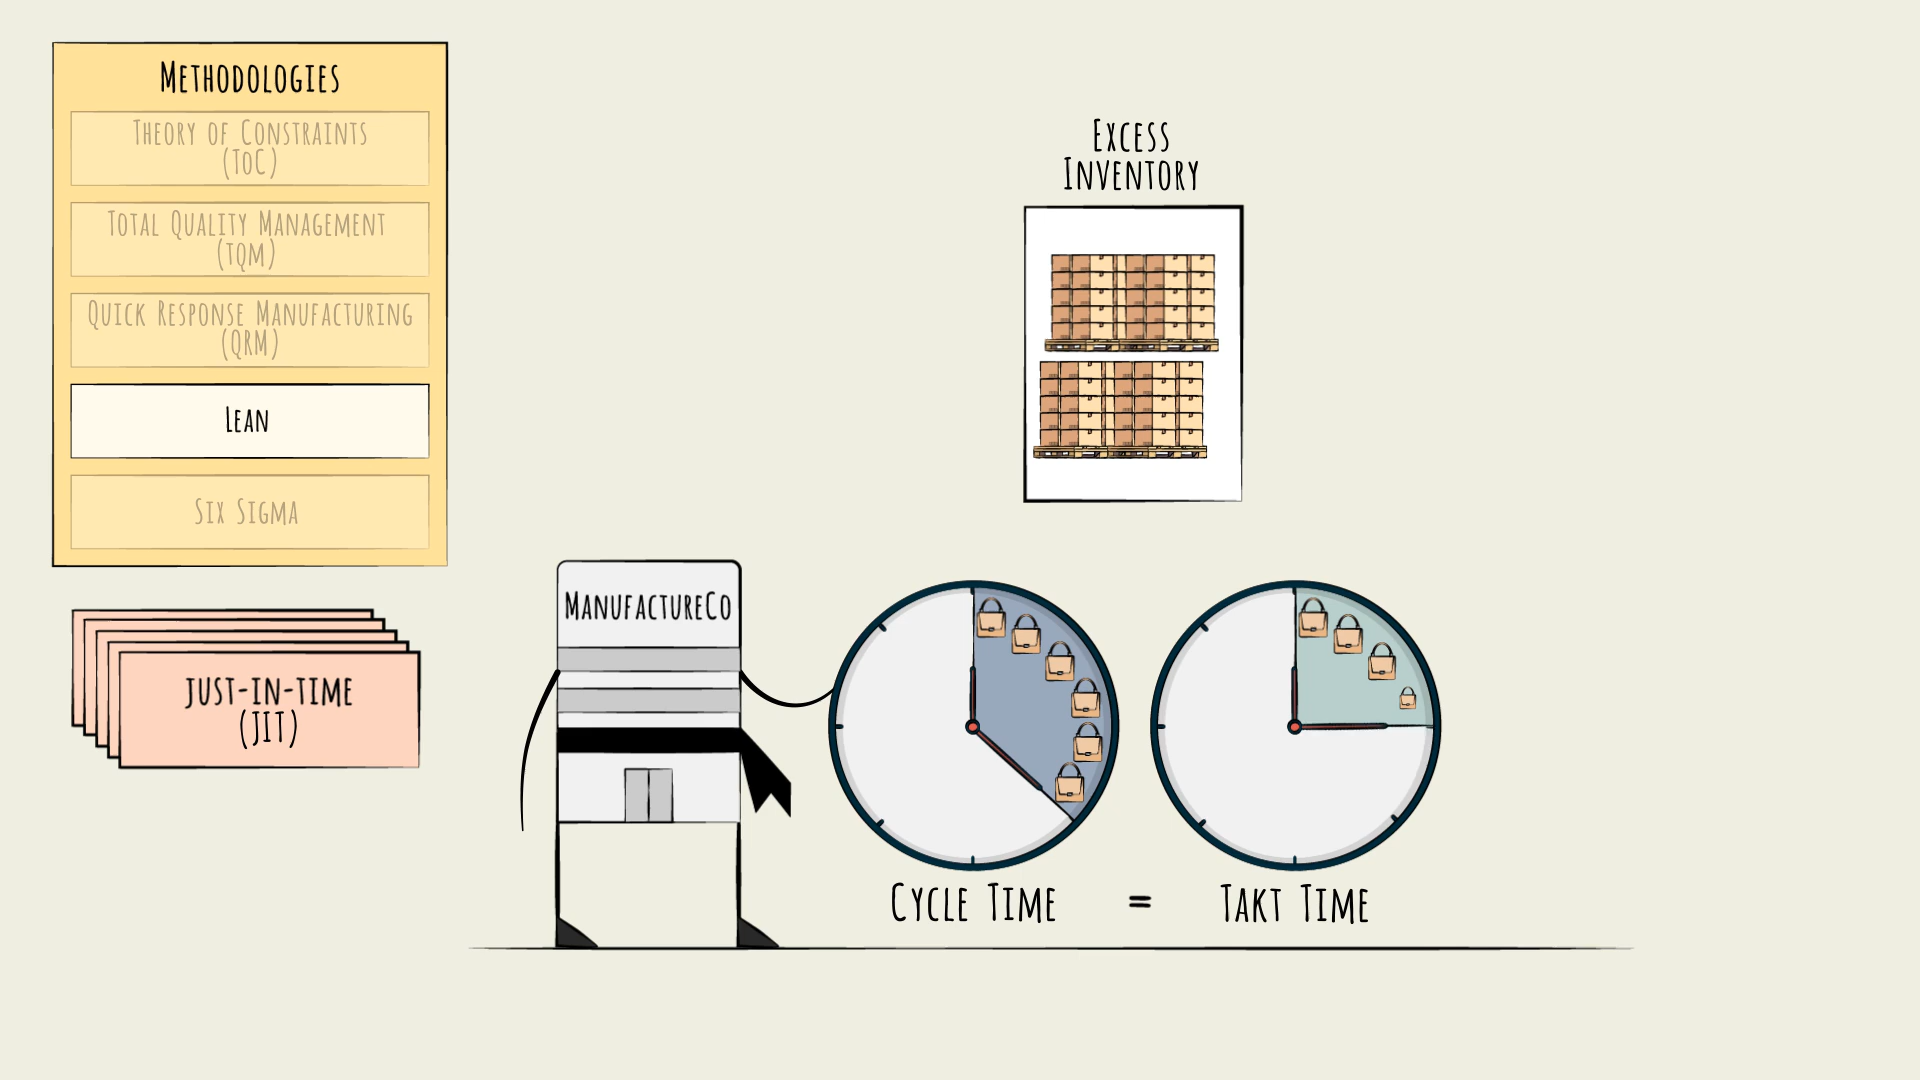 Methodologies
Theory of Constraints
(ToC)
Total Quality Management
(TQM)
Quick Response Manufacturing
(QRM)
Lean
Six Sigma
Just-in-Time
(JIT)
Excess
Inventory
ManufactureCo
Cycle Time = Takt Time